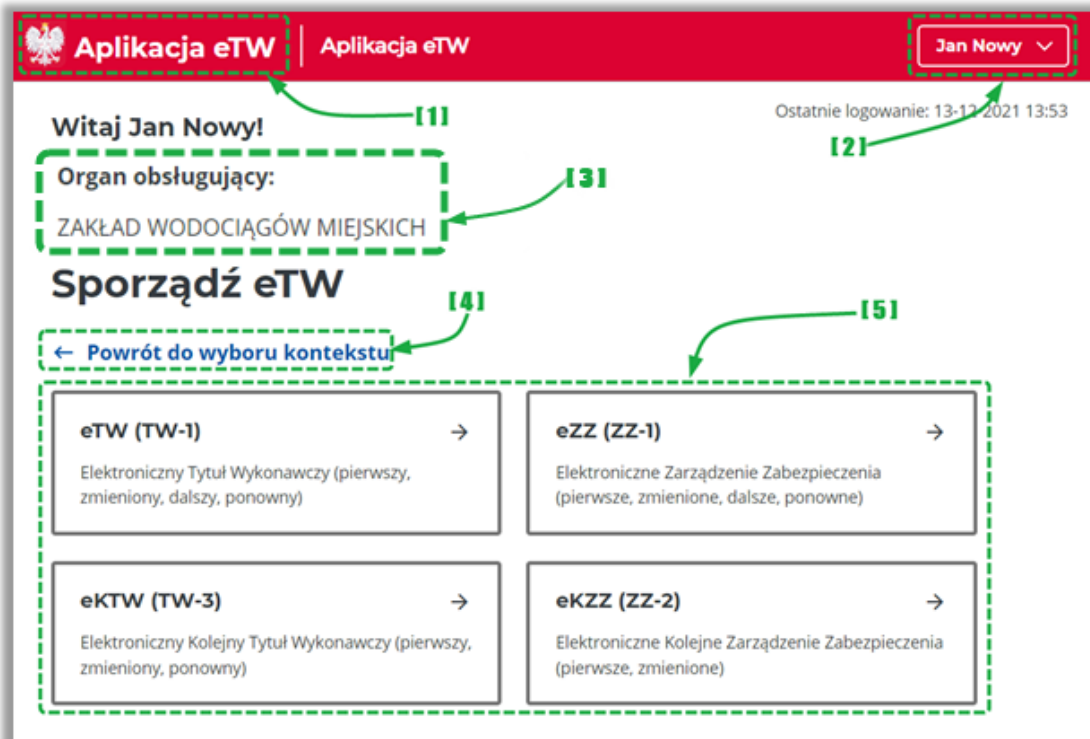 Aplikacja eTW
Aplikacja eTW
Jan Nowy
Ostatnie logowanie: 13-12-2021 13:53
Witaj Jan Nowy!
[1]
[2]
Organ obsługujący:
[3]
ZAKŁAD WODOCIĄGÓW MIEJSKICH
Sporządź eTW
[4]
[5]
← Powrót do wyboru kontekstu
eTW (TW-1) →
Elektroniczny Tytuł Wykonawczy (pierwszy,
zmieniony, dalszy, ponowny)
eZZ (ZZ-1) →
Elektroniczne Zarządzenie Zabezpieczenia
(pierwsze, zmienione, dalsze, ponowne)
eKTW (TW-3) →
Elektroniczny Kolejny Tytuł Wykonawczy (pierwszy,
zmieniony, ponowny)
eKZZ (ZZ-2) →
Elektroniczne Kolejne Zarządzenie Zabezpieczenia
(pierwsze, zmienione)